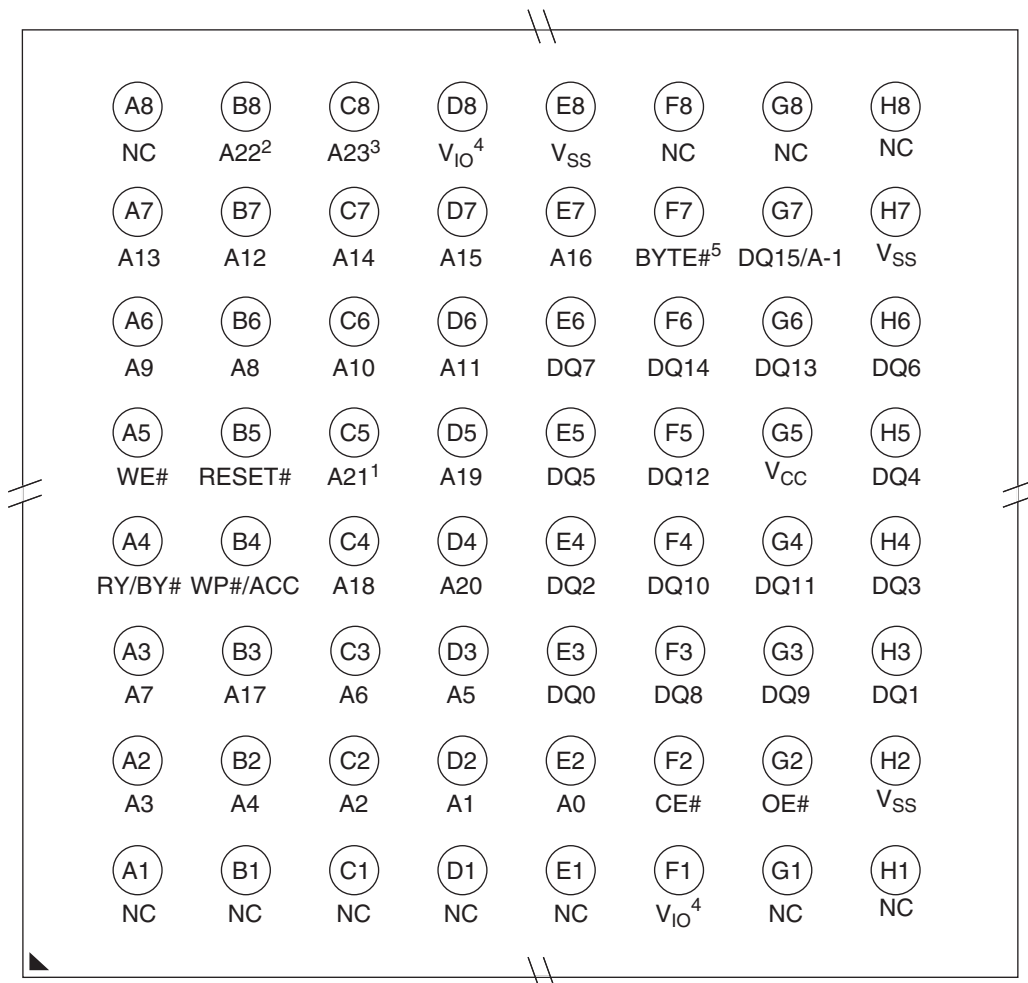 A8 B8 C8 D8 E8 F8 G8 H8
NC A22² A23³ V_IO⁴ V_SS NC NC NC
A7 B7 C7 D7 E7 F7 G7 H7
A13 A12 A14 A15 A16 BYTE#⁵ DQ15/A-1 V_SS
A6 B6 C6 D6 E6 F6 G6 H6
A9 A8 A10 A11 DQ7 DQ14 DQ13 DQ6
A5 B5 C5 D5 E5 F5 G5 H5
WE# RESET# A21¹ A19 DQ5 DQ12 V_CC DQ4
A4 B4 C4 D4 E4 F4 G4 H4
RY/BY# WP#/ACC A18 A20 DQ2 DQ10 DQ11 DQ3
A3 B3 C3 D3 E3 F3 G3 H3
A7 A17 A6 A5 DQ0 DQ8 DQ9 DQ1
A2 B2 C2 D2 E2 F2 G2 H2
A3 A4 A2 A1 A0 CE# OE# V_SS
A1 B1 C1 D1 E1 F1 G1 H1
NC NC NC NC NC V_IO⁴ NC NC